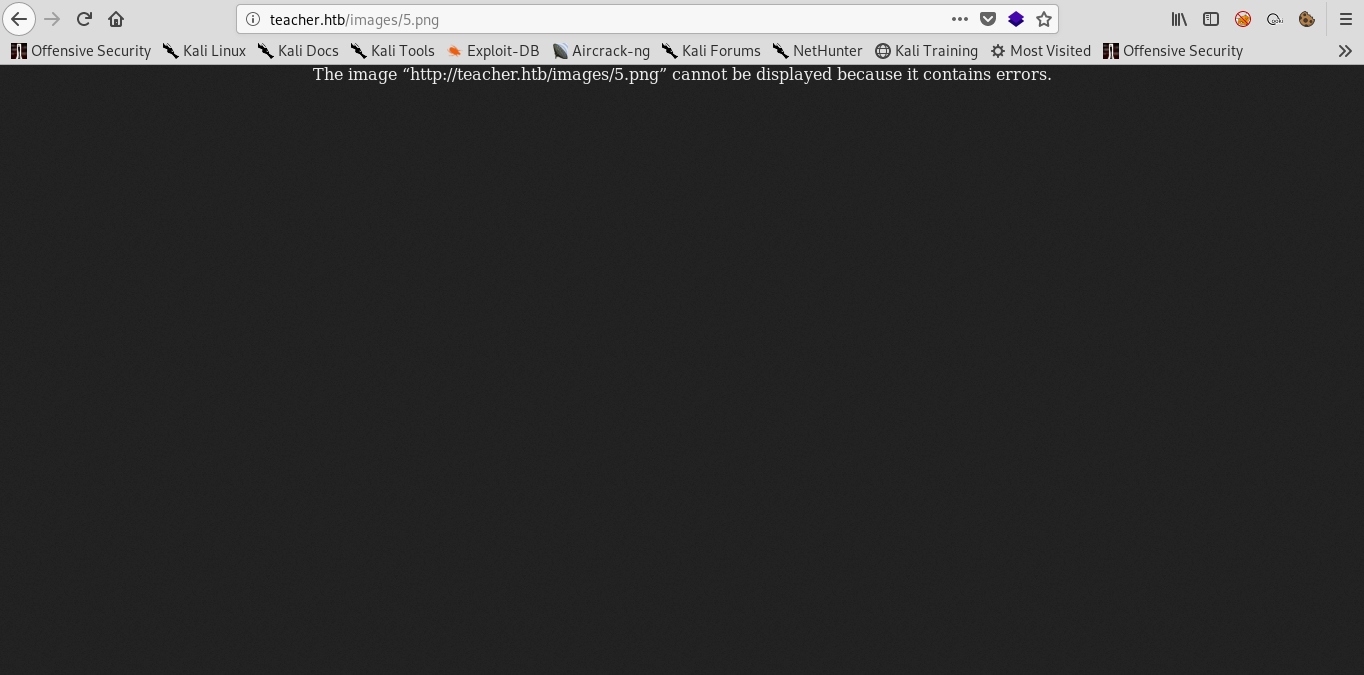 teacher.htb/images/5.png
Offensive Security Kali Linux Kali Docs Kali Tools Exploit-DB Aircrack-ng Kali Forums NetHunter Kali Training Most Visited Offensive Security
The image “http://teacher.htb/images/5.png” cannot be displayed because it contains errors.